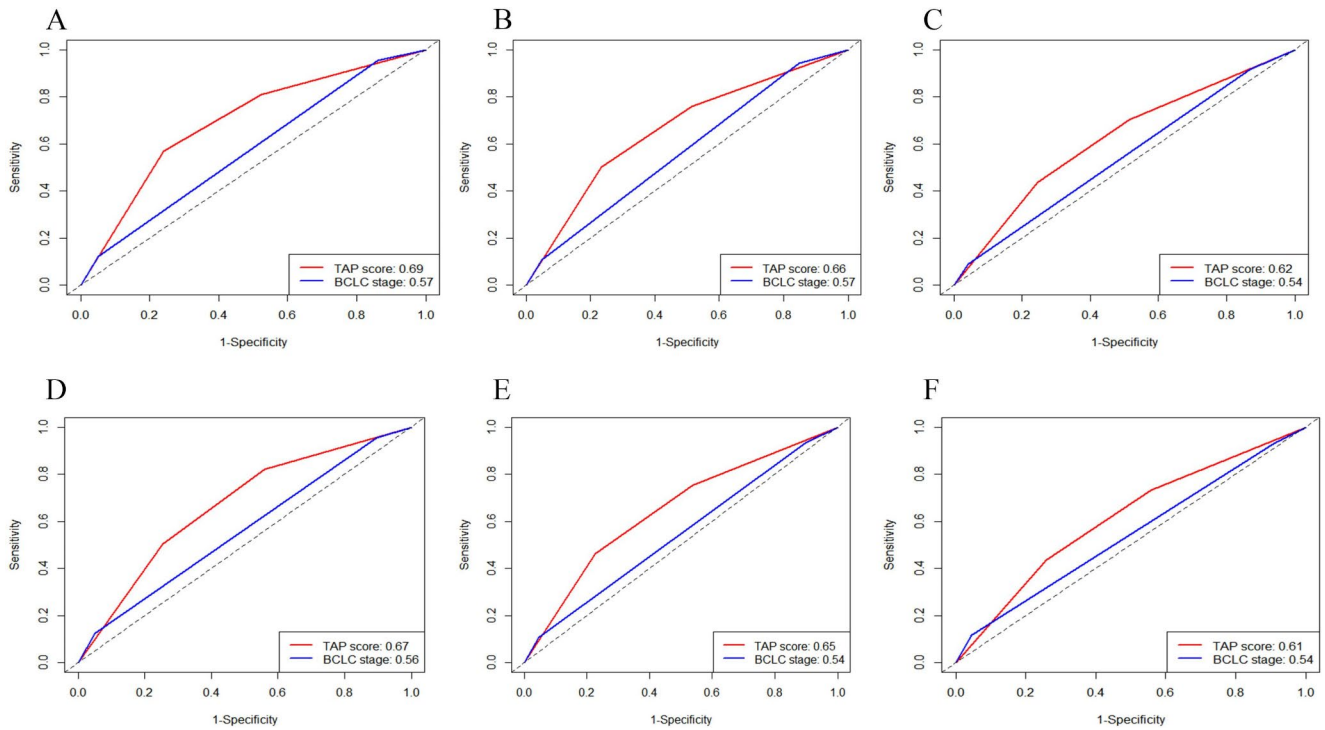 A
Sensitivity
1.0
0.8
0.6
0.4
0.2
0.0
TAP score: 0.69
BCLC stage: 0.57
0.0 0.2 0.4 0.6 0.8 1.0
1-Specificity
B
Sensitivity
1.0
0.8
0.6
0.4
0.2
0.0
TAP score: 0.66
BCLC stage: 0.57
0.0 0.2 0.4 0.6 0.8 1.0
1-Specificity
C
Sensitivity
1.0
0.8
0.6
0.4
0.2
0.0
TAP score: 0.62
BCLC stage: 0.54
0.0 0.2 0.4 0.6 0.8 1.0
1-Specificity
D
Sensitivity
1.0
0.8
0.6
0.4
0.2
0.0
TAP score: 0.67
BCLC stage: 0.56
0.0 0.2 0.4 0.6 0.8 1.0
1-Specificity
E
Sensitivity
1.0
0.8
0.6
0.4
0.2
0.0
TAP score: 0.65
BCLC stage: 0.54
0.0 0.2 0.4 0.6 0.8 1.0
1-Specificity
F
Sensitivity
1.0
0.8
0.6
0.4
0.2
0.0
TAP score: 0.61
BCLC stage: 0.54
0.0 0.2 0.4 0.6 0.8 1.0
1-Specificity